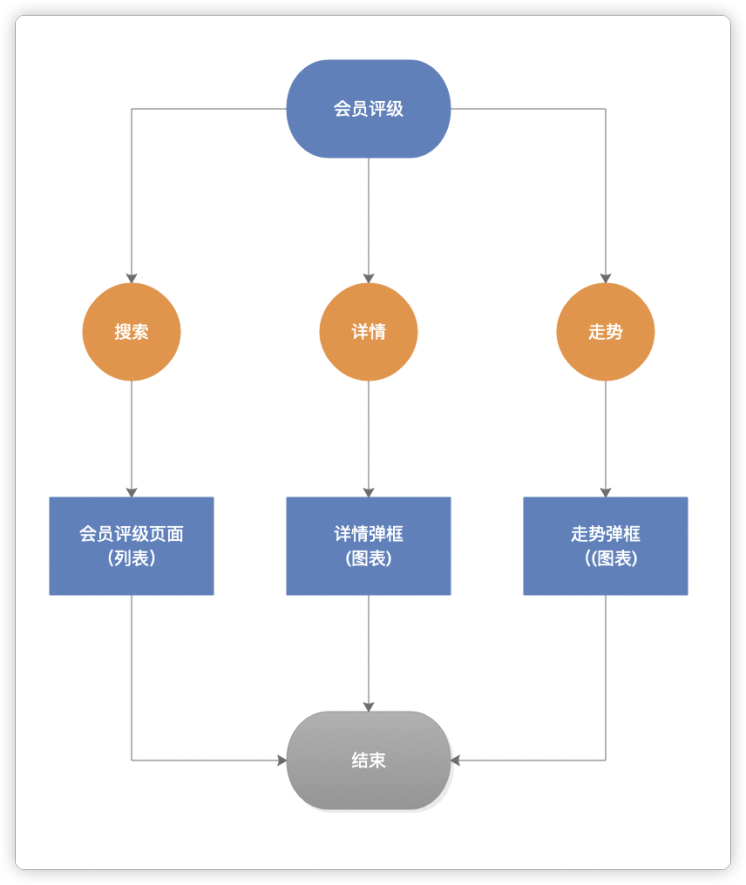 会员评级
搜索
详情
走势
会员评级页面
（列表）
详情弹框
(图表)
走势弹框
（(图表)
结束